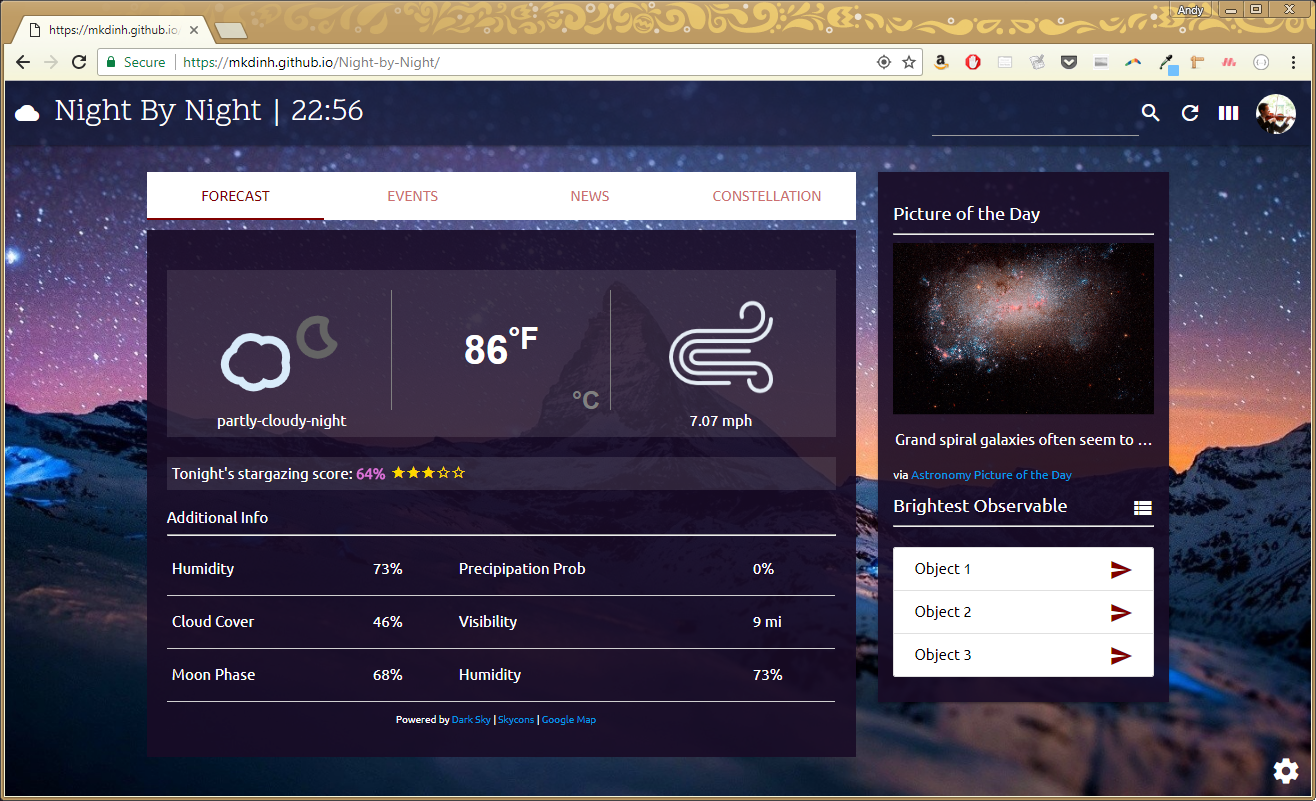 Andy
https://mkdinh.github.io
Secure
https://mkdinh.github.io/Night-by-Night/
Night By Night | 22:56
FORECAST
EVENTS
NEWS
CONSTELLATION
partly-cloudy-night
86°F
°C
7.07 mph
Tonight's stargazing score: 64%
Additional Info
Humidity 73% Precipipation Prob 0%
Cloud Cover 46% Visibility 9 mi
Moon Phase 68% Humidity 73%
Powered by Dark Sky | Skycons | Google Map
Picture of the Day
Grand spiral galaxies often seem to ...
via Astronomy Picture of the Day
Brightest Observable
Object 1
Object 2
Object 3